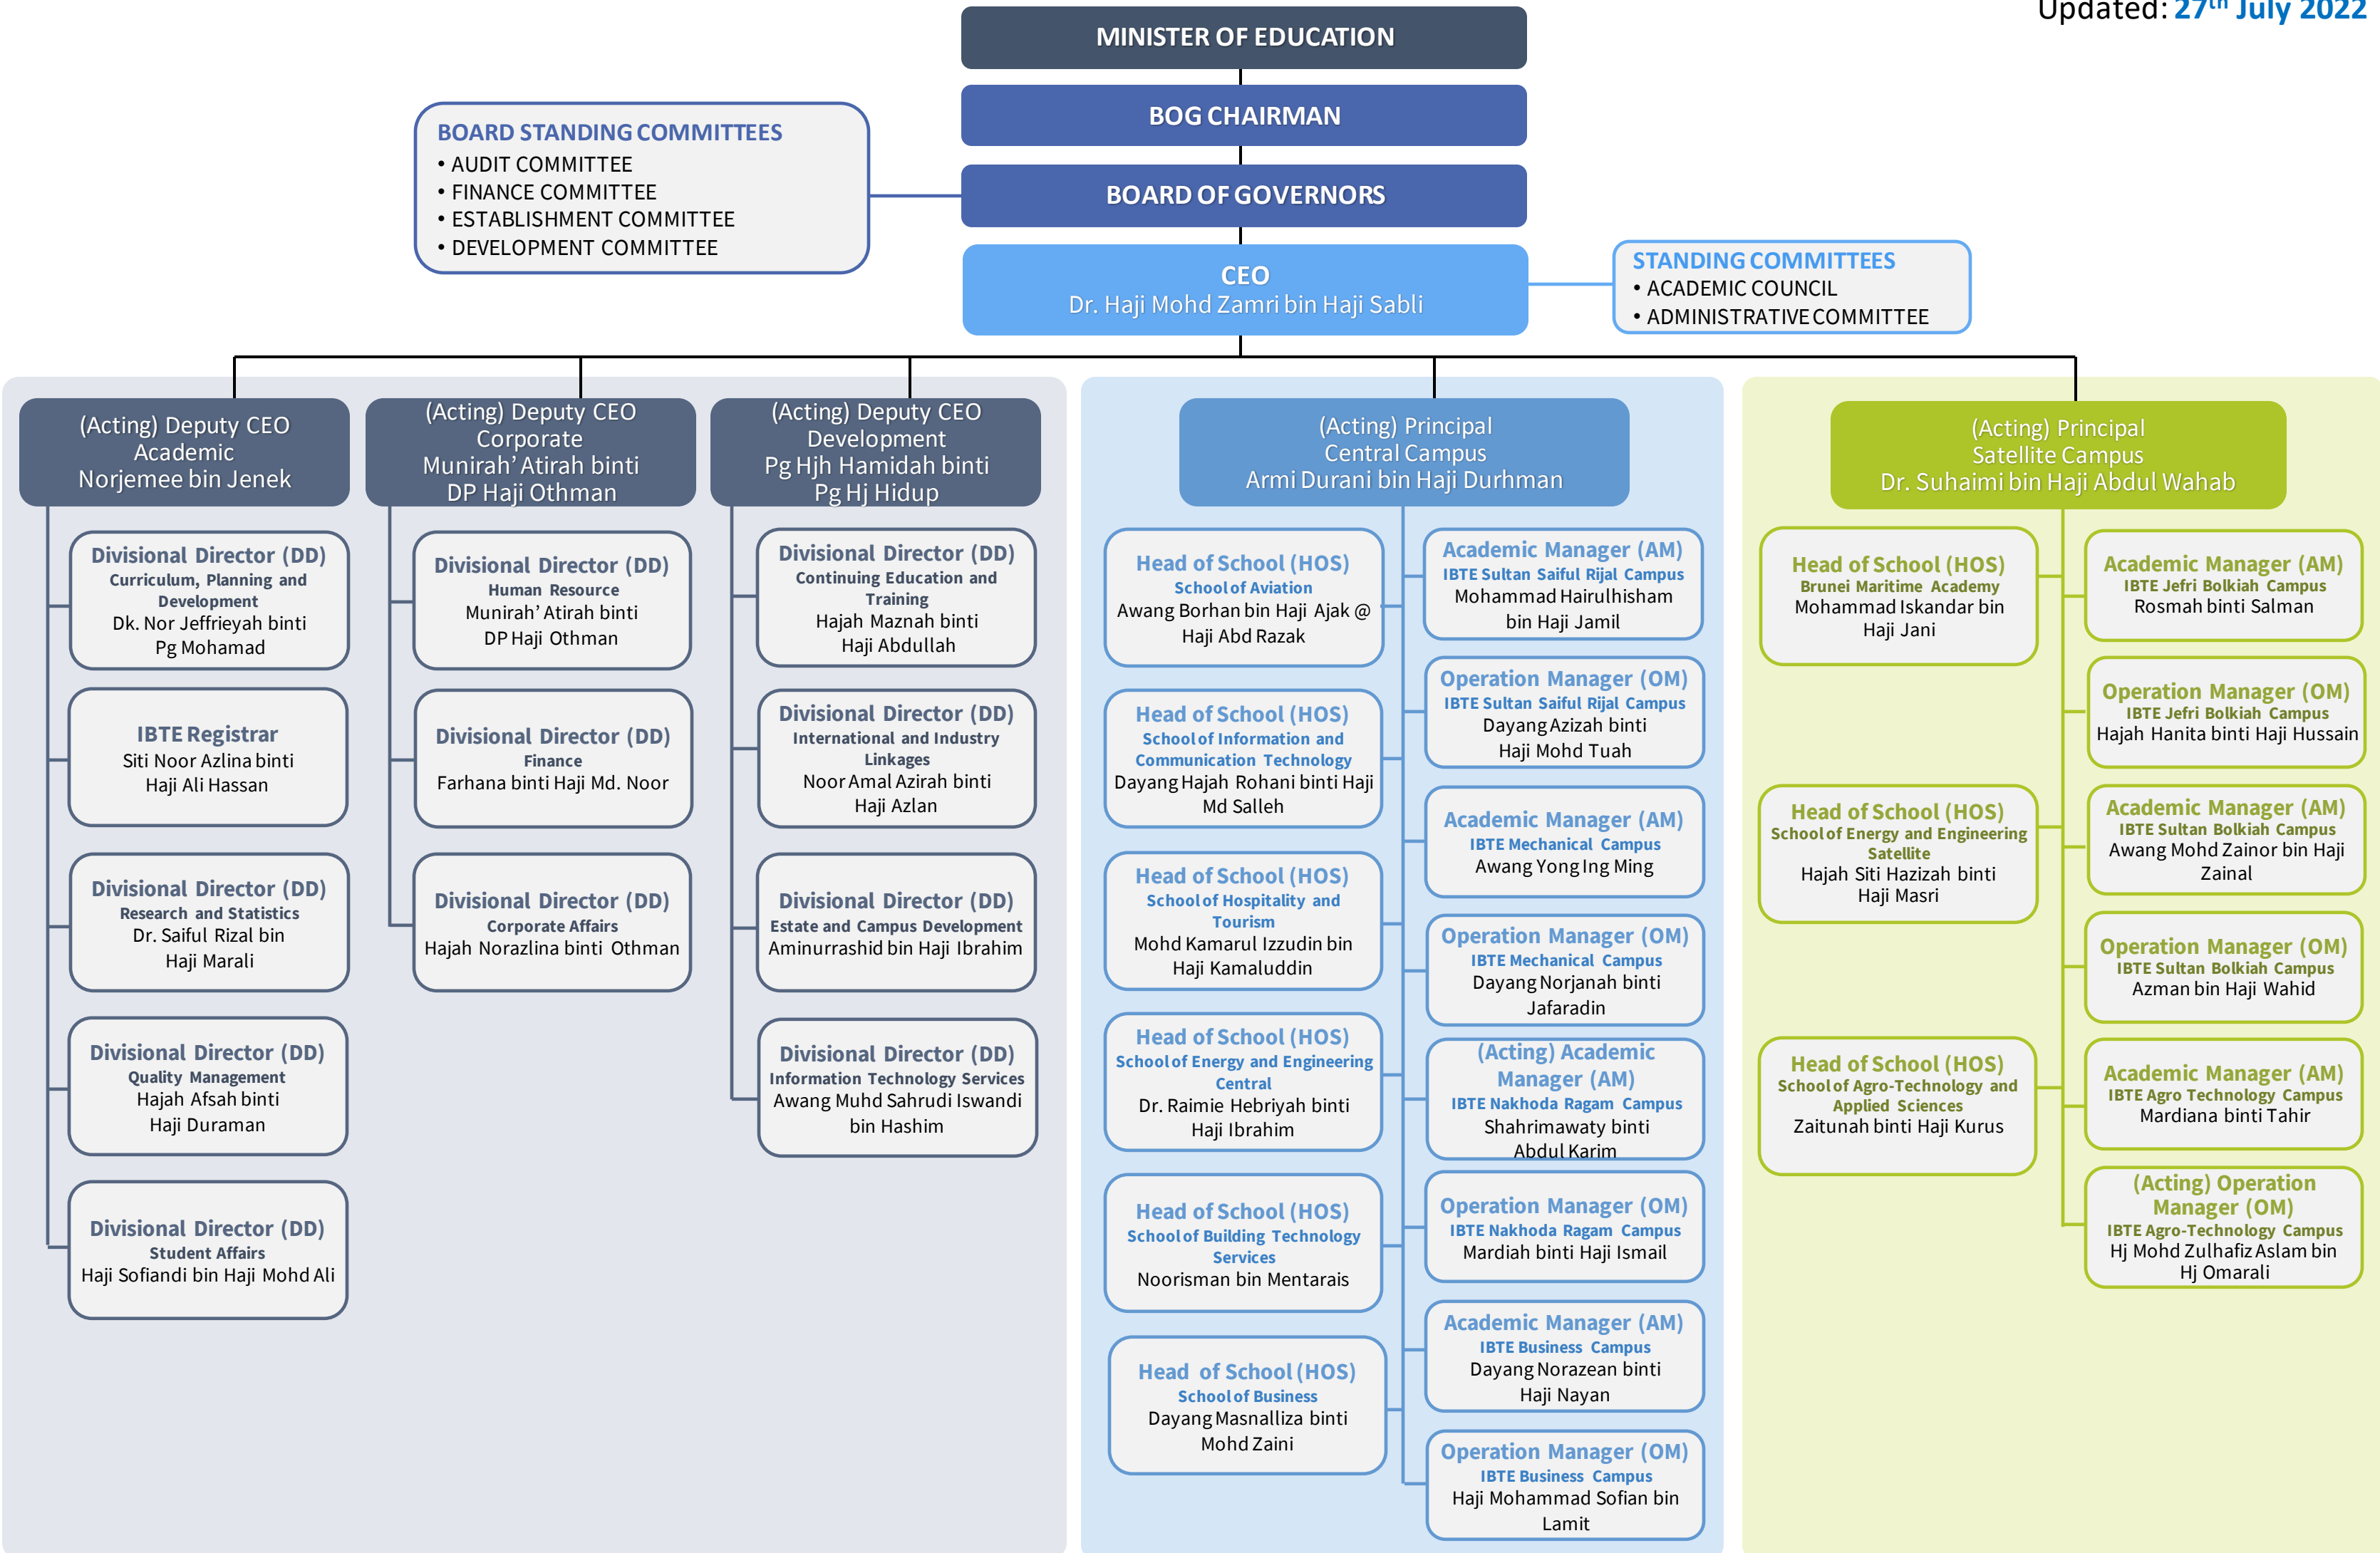 Updated: 27th July 2022
MINISTER OF EDUCATION
BOG CHAIRMAN
BOARD OF GOVERNORS
BOARD STANDING COMMITTEES
• AUDIT COMMITTEE
• FINANCE COMMITTEE
• ESTABLISHMENT COMMITTEE
• DEVELOPMENT COMMITTEE
CEO
Dr. Haji Mohd Zamri bin Haji Sabli
STANDING COMMITTEES
• ACADEMIC COUNCIL
• ADMINISTRATIVE COMMITTEE
(Acting) Deputy CEO
Academic
Norjemee bin Jenek
Divisional Director (DD)
Curriculum, Planning and
Development
Dk. Nor Jeffrieyah binti
Pg Mohamad
IBTE Registrar
Siti Noor Azlina binti
Haji Ali Hassan
Divisional Director (DD)
Research and Statistics
Dr. Saiful Rizal bin
Haji Marali
Divisional Director (DD)
Quality Management
Hajah Afsah binti
Haji Duraman
Divisional Director (DD)
Student Affairs
Haji Sofiandi bin Haji Mohd Ali
(Acting) Deputy CEO
Corporate
Munirah’ Atirah binti
DP Haji Othman
Divisional Director (DD)
Human Resource
Munirah’ Atirah binti
DP Haji Othman
Divisional Director (DD)
Finance
Farhana binti Haji Md. Noor
Divisional Director (DD)
Corporate Affairs
Hajah Norazlina binti Othman
(Acting) Deputy CEO
Development
Pg Hjh Hamidah binti
Pg Hj Hidup
Divisional Director (DD)
Continuing Education and
Training
Hajah Maznah binti
Haji Abdullah
Divisional Director (DD)
International and Industry
Linkages
Noor Amal Azirah binti
Haji Azlan
Divisional Director (DD)
Estate and Campus Development
Aminurrashid bin Haji Ibrahim
Divisional Director (DD)
Information Technology Services
Awang Muhd Sahrudi Iswandi
bin Hashim
(Acting) Principal
Central Campus
Armi Durani bin Haji Durhman
Head of School (HOS)
School of Aviation
Awang Borhan bin Haji Ajak @
Haji Abd Razak
Head of School (HOS)
School of Information and
Communication Technology
Dayang Hajah Rohani binti Haji
Md Salleh
Head of School (HOS)
School of Hospitality and
Tourism
Mohd Kamarul Izzudin bin
Haji Kamaluddin
Head of School (HOS)
School of Energy and Engineering
Central
Dr. Raimie Hebriyah binti
Haji Ibrahim
Head of School (HOS)
School of Building Technology
Services
Noorisman bin Mentarais
Head of School (HOS)
School of Business
Dayang Masnalliza binti
Mohd Zaini
Academic Manager (AM)
IBTE Sultan Saiful Rijal Campus
Mohammad Hairulhisham
bin Haji Jamil
Operation Manager (OM)
IBTE Sultan Saiful Rijal Campus
Dayang Azizah binti
Haji Mohd Tuah
Academic Manager (AM)
IBTE Mechanical Campus
Awang Yong Ing Ming
Operation Manager (OM)
IBTE Mechanical Campus
Dayang Norjanah binti
Jafaradin
(Acting) Academic
Manager (AM)
IBTE Nakhoda Ragam Campus
Shahrimawaty binti
Abdul Karim
Operation Manager (OM)
IBTE Nakhoda Ragam Campus
Mardiah binti Haji Ismail
Academic Manager (AM)
IBTE Business Campus
Dayang Norazean binti
Haji Nayan
Operation Manager (OM)
IBTE Business Campus
Haji Mohammad Sofian bin
Lamit
(Acting) Principal
Satellite Campus
Dr. Suhaimi bin Haji Abdul Wahab
Head of School (HOS)
Brunei Maritime Academy
Mohammad Iskandar bin
Haji Jani
Head of School (HOS)
School of Energy and Engineering
Satellite
Hajah Siti Hazizah binti
Haji Masri
Head of School (HOS)
School of Agro-Technology and
Applied Sciences
Zaitunah binti Haji Kurus
Academic Manager (AM)
IBTE Jefri Bolkiah Campus
Rosmah binti Salman
Operation Manager (OM)
IBTE Jefri Bolkiah Campus
Hajah Hanita binti Haji Hussain
Academic Manager (AM)
IBTE Sultan Bolkiah Campus
Awang Mohd Zainor bin Haji
Zainal
Operation Manager (OM)
IBTE Sultan Bolkiah Campus
Azman bin Haji Wahid
Academic Manager (AM)
IBTE Agro Technology Campus
Mardiana binti Tahir
(Acting) Operation
Manager (OM)
IBTE Agro-Technology Campus
Hj Mohd Zulhafiz Aslam bin
Hj Omarali